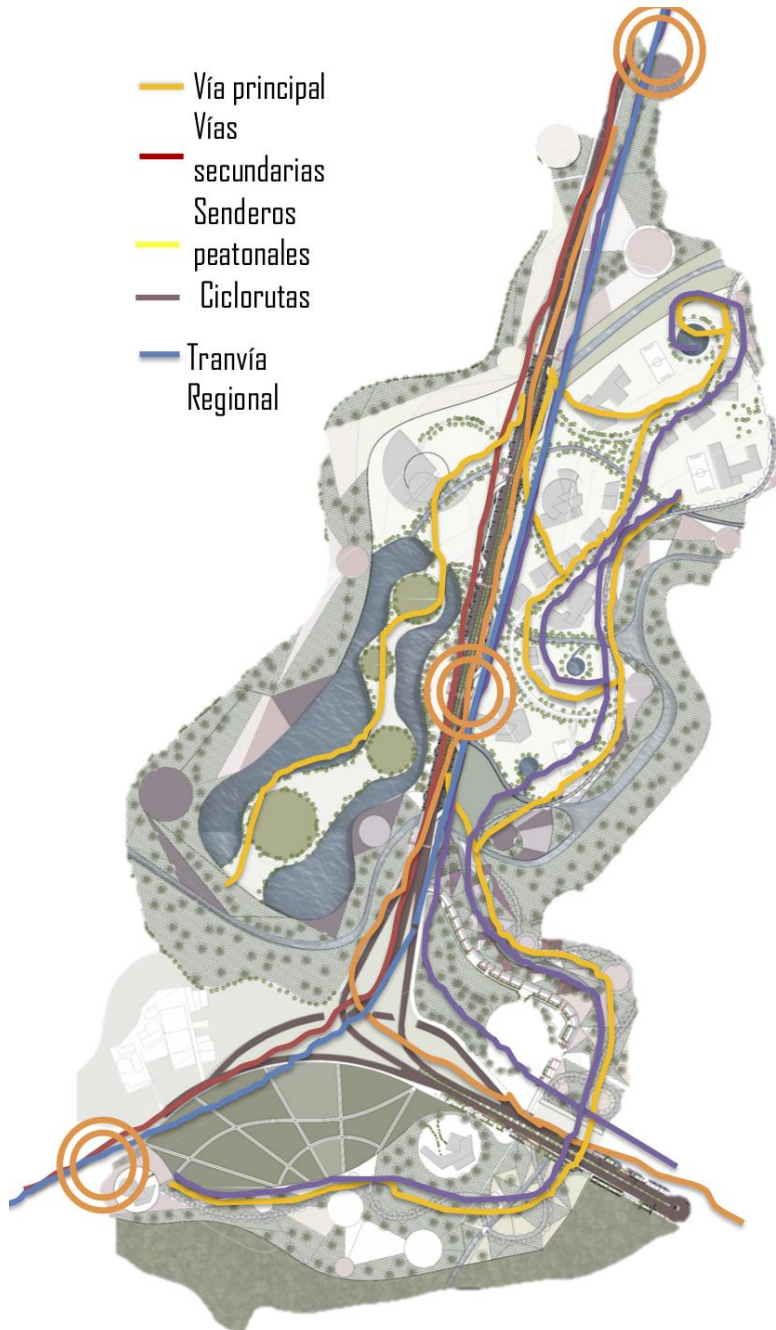 Vía principal
Vías
secundarias
Senderos
peatonales
Ciclorutas
Tranvía
Regional